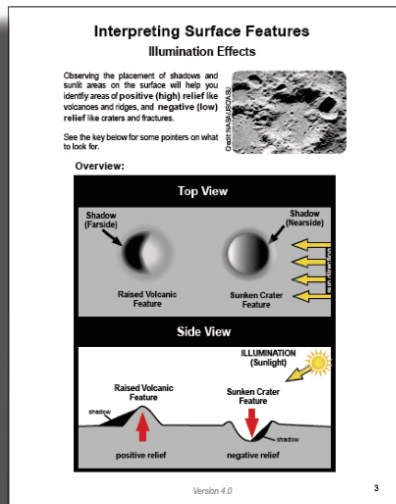 Interpreting Surface Features
Illumination Effects
Observing the placement of shadows and
sunlit areas on the surface will help you
identfiy areas of positive (high) relief like
volcanoes and ridges, and negative (low)
relief like craters and fractures.
See the key below for some pointers on what
to look for.
Credit:NASA/JSC/ASU
Overview:
Top View
Shadow
(Farside)
Shadow
(Nearside)
Raised Volcanic
Feature
Sunken Crater
Feature
Side View
ILLUMINATION
(Sunlight)
Raised Volcanic
Feature
Sunken Crater
Feature
shadow
shadow
positive relief
negative relief
Version 4.0
3